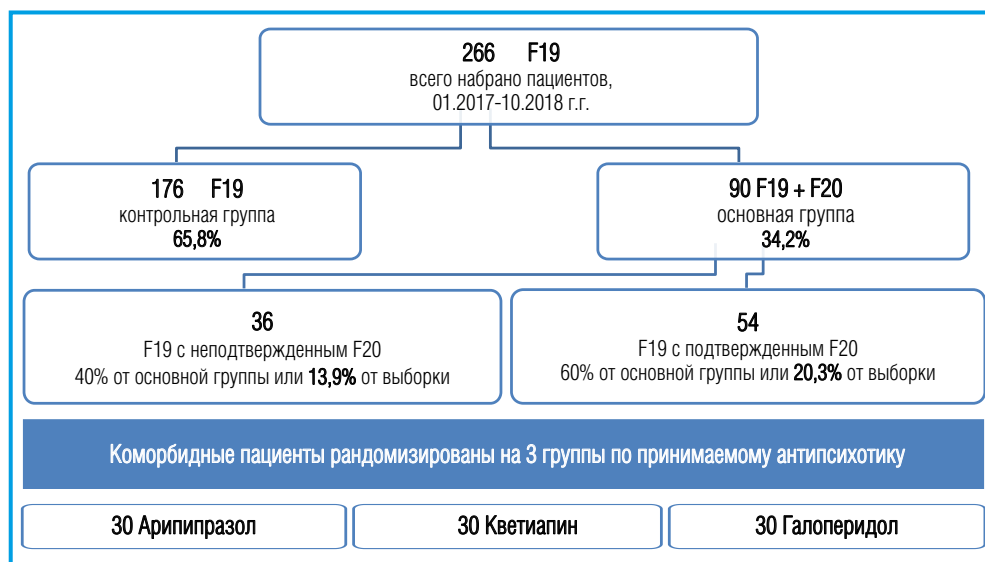 266 F19
всего набрано пациентов,
01.2017-10.2018 г.г.
176 F19
контрольная группа
65,8%
90 F19 + F20
основная группа
34,2%
36
F19 с неподтвержденным F20
40% от основной группы или 13,9% от выборки
54
F19 с подтвержденным F20
60% от основной группы или 20,3% от выборки
Коморбидные пациенты рандомизированы на 3 группы по принимаемому антипсихотику
30 Арипипразол
30 Кветиапин
30 Галоперидол